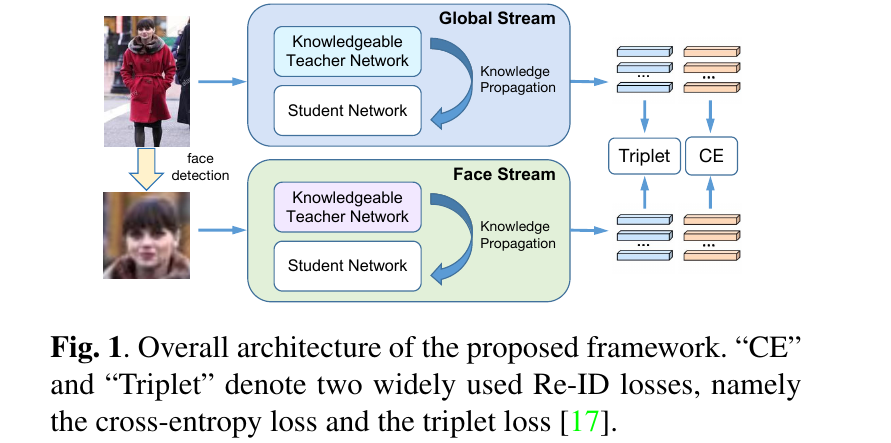 Global Stream
Knowledgeable
Teacher Network
Knowledge
Propagation
Student Network
face
detection
Triplet
CE
Face Stream
Knowledgeable
Teacher Network
Knowledge
Propagation
Student Network
...
...
...
...
Fig. 1. Overall architecture of the proposed framework. “CE”
and “Triplet” denote two widely used Re-ID losses, namely
the cross-entropy loss and the triplet loss [17].